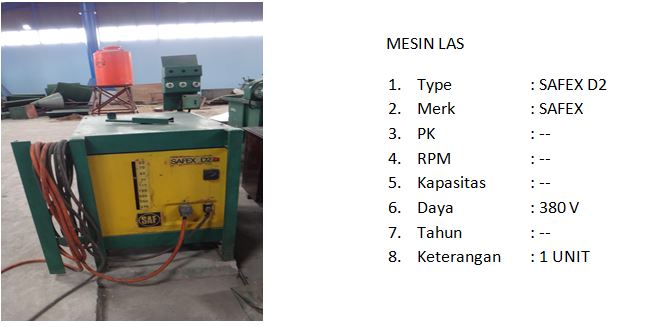 SAFEX D2
SAF
MESIN LAS
1. Type : SAFEX D2
2. Merk : SAFEX
3. PK : --
4. RPM : --
5. Kapasitas : --
6. Daya : 380 V
7. Tahun : --
8. Keterangan : 1 UNIT